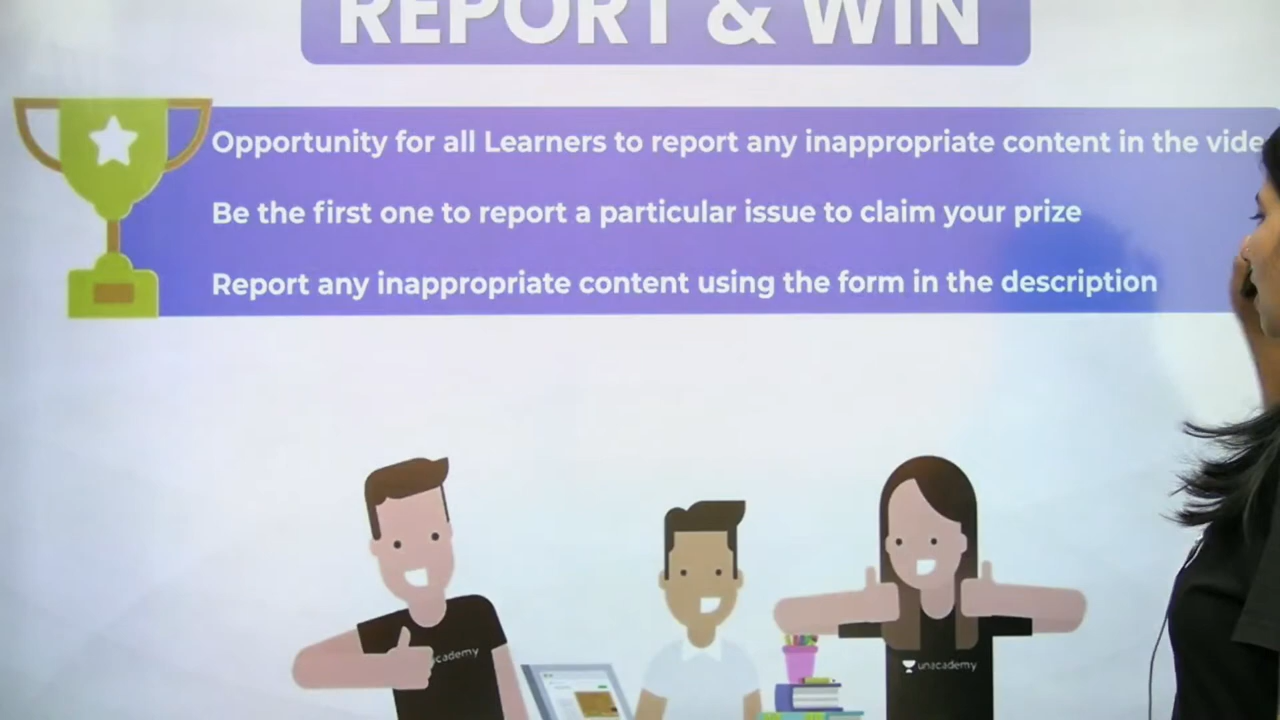 REPORT & WIN
Opportunity for all Learners to report any inappropriate content in the vide
Be the first one to report a particular issue to claim your prize
Report any inappropriate content using the form in the description
unacademy